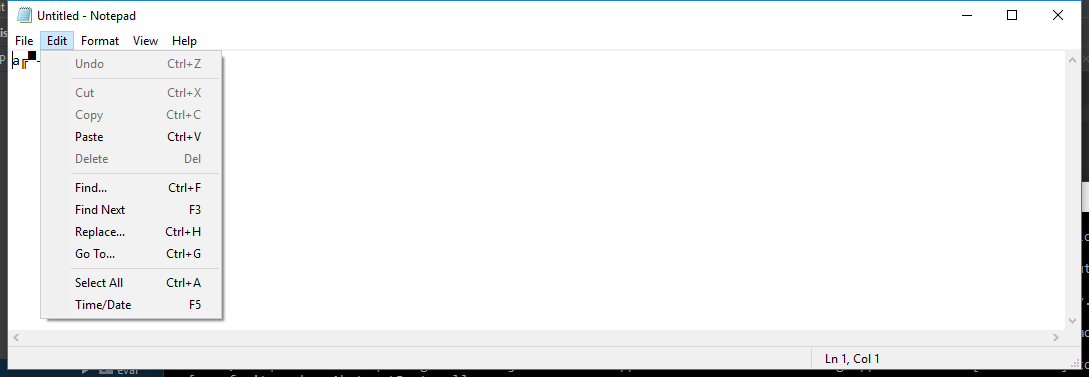 Untitled - Notepad
File Edit Format View Help
a╔■-
Undo Ctrl+Z
Cut Ctrl+X
Copy Ctrl+C
Paste Ctrl+V
Delete Del
Find... Ctrl+F
Find Next F3
Replace... Ctrl+H
Go To... Ctrl+G
Select All Ctrl+A
Time/Date F5
Ln 1, Col 1
eval